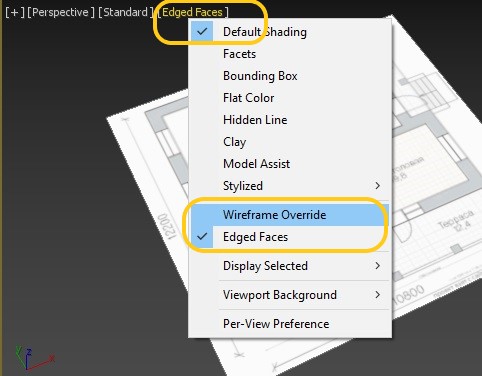 [+] [Perspective] [Standard] [Edged Faces]
Default Shading
Facets
Bounding Box
Flat Color
Hidden Line
Clay
Model Assist
Stylized
Wireframe Override
Edged Faces
Display Selected
Viewport Background
Per-View Preference
12200
Терраса
12.4
10800
z
x